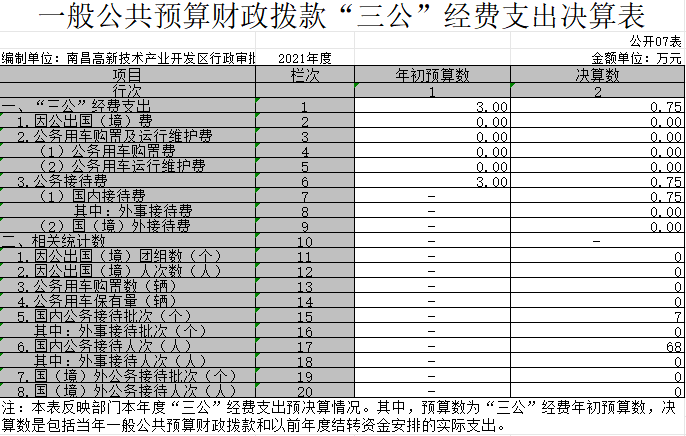 一般公共预算财政拨款“三公”经费支出决算表
公开07表
编制单位：南昌高新技术产业开发区行政审批 2021年度 金额单位：万元
项目 栏次 年初预算数 决算数
行次 1 2
一、“三公”经费支出 1 3.00 0.75
1.因公出国（境）费 2 0.00 0.00
2.公务用车购置及运行维护费 3 0.00 0.00
（1）公务用车购置费 4 0.00 0.00
（2）公务用车运行维护费 5 0.00 0.00
3.公务接待费 6 3.00 0.75
（1）国内接待费 7 - 0.75
其中：外事接待费 8 - 0.00
（2）国（境）外接待费 9 - 0.00
二、相关统计数 10 - -
1.因公出国（境）团组数（个） 11 - 0
2.因公出国（境）人次数（人） 12 - 0
3.公务用车购置数（辆） 13 - 0
4.公务用车保有量（辆） 14 - 0
5.国内公务接待批次（个） 15 - 7
其中：外事接待批次（个） 16 - 0
6.国内公务接待人次（人） 17 - 68
其中：外事接待人次（人） 18 - 0
7.国（境）外公务接待批次（个） 19 - 0
8.国（境）外公务接待人次（人） 20 - 0
注：本表反映部门本年度“三公”经费支出预决算情况。其中，预算数为“三公”经费年初预算数，决
算数是包括当年一般公共预算财政拨款和以前年度结转资金安排的实际支出。